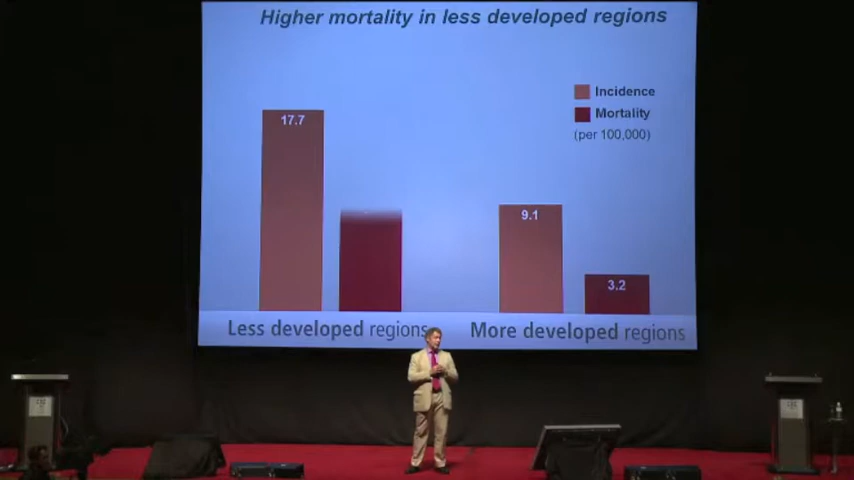 Higher mortality in less developed regions
Incidence
Mortality
(per 100,000)
17.7
9.1
3.2
Less developed regions
More developed regions